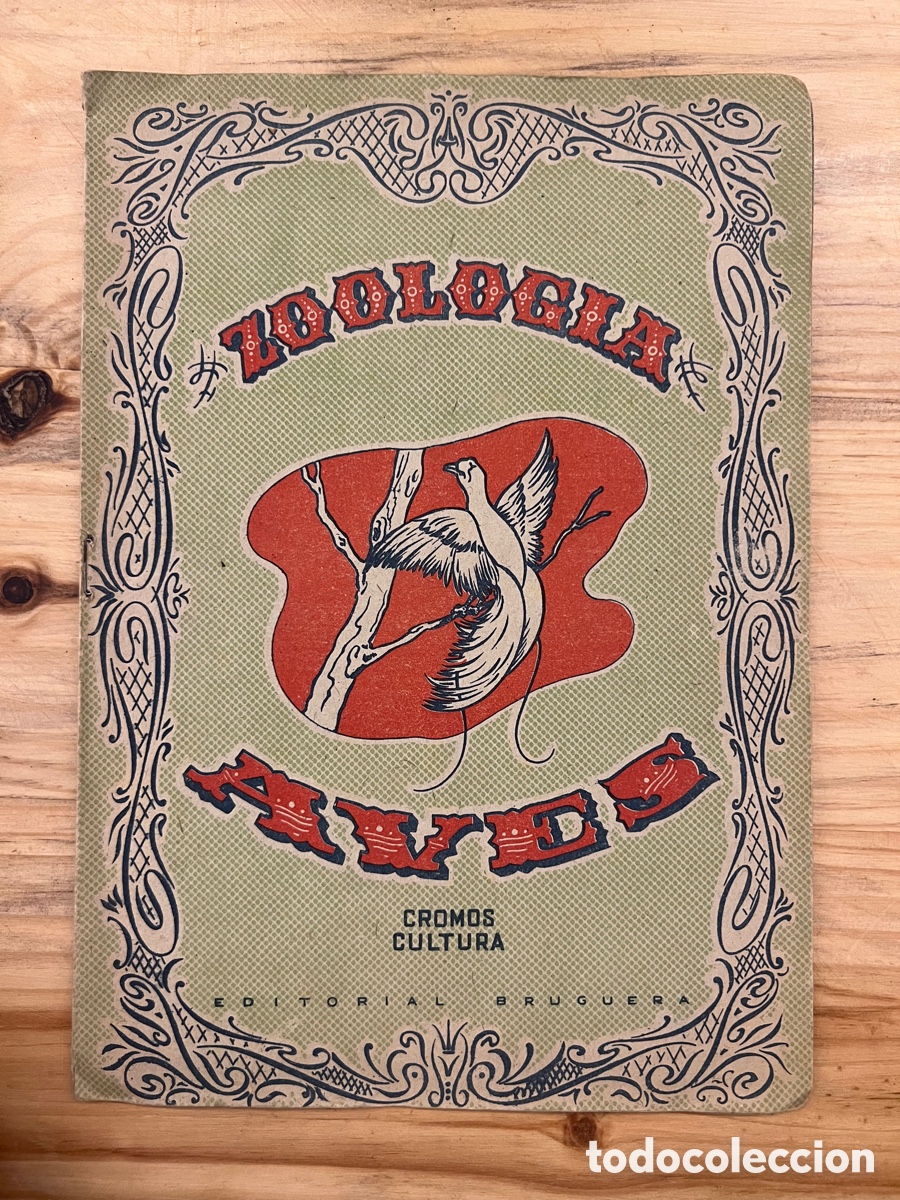 ZOOLOGIA
AVES
CROMOS
CULTURA
EDITORIAL BRUGUERA
todocoleccion